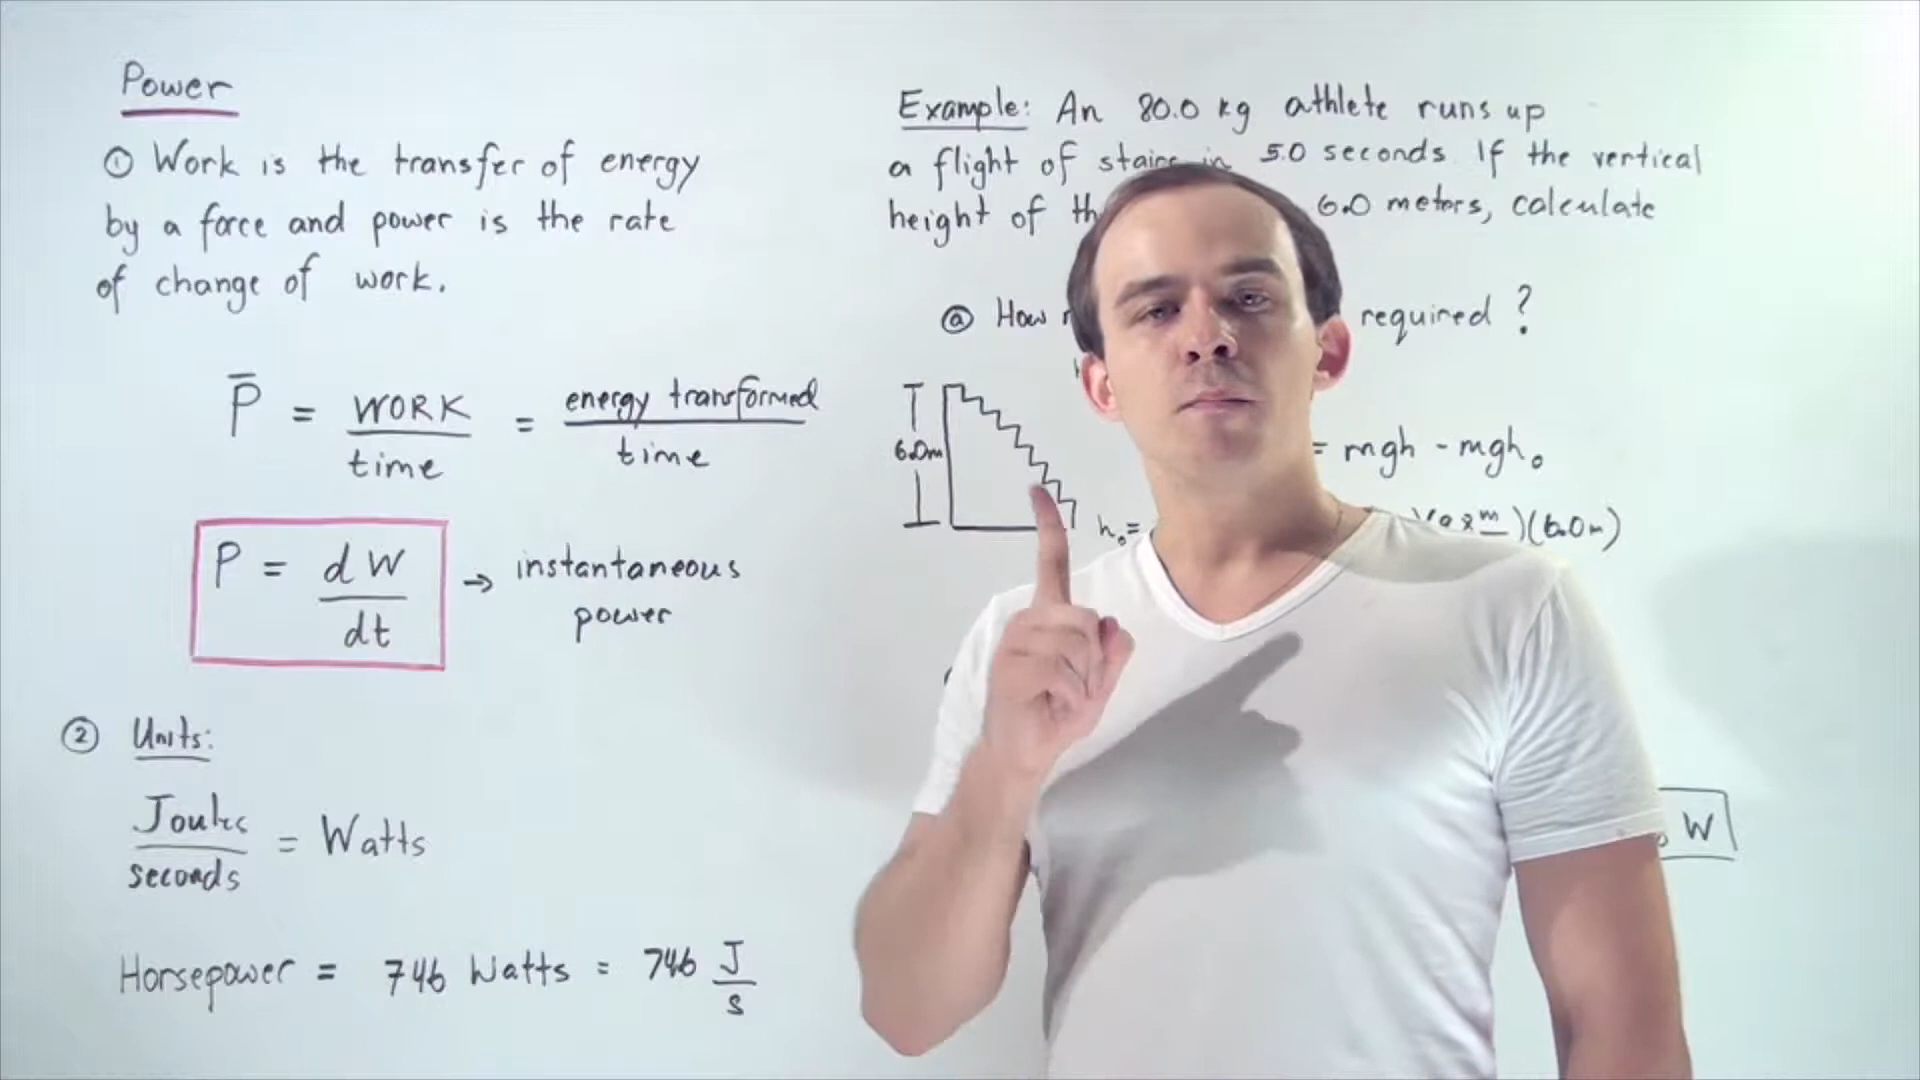 Power
① Work is the transfer of energy
by a force and power is the rate
of change of work.
P̅ = WORK / time = energy transformed / time
P = dW / dt → instantaneous
power
② Units:
Joules / seconds = Watts
Horsepower = 746 Watts = 746 J / s
Example: An 80.0 kg athlete runs up
a flight of stairs in 5.0 seconds. If the vertical
height of 6.0 meters, calculate
ⓐ How required ?
6.0m
= mgh - mgh₀
h₀=
m )(6.0m)
W